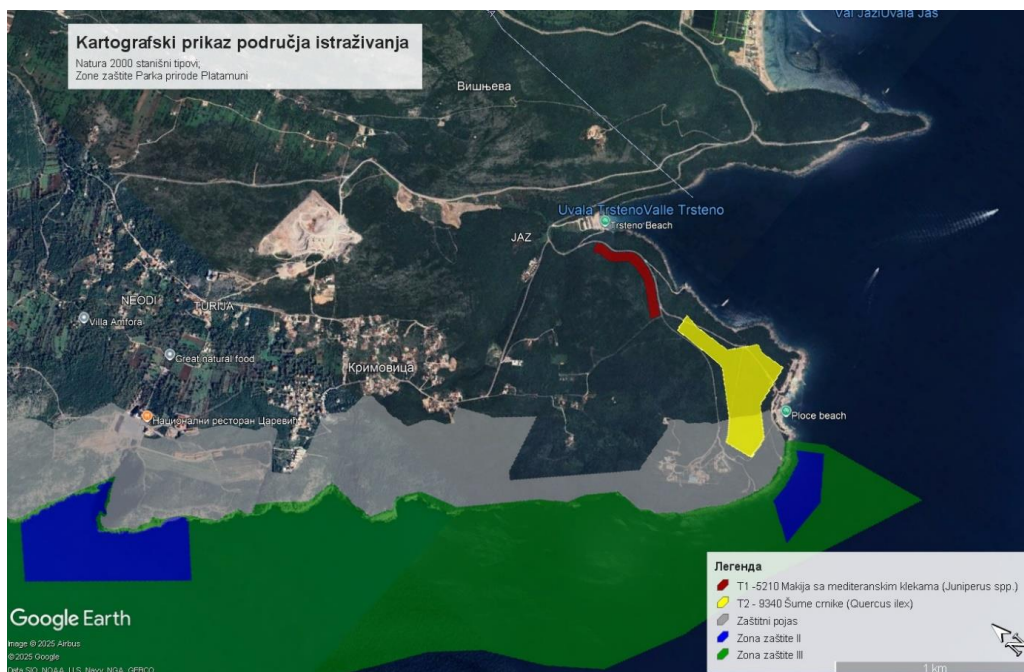 Val JaziUvala Jas
Kartografski prikaz područja istraživanja
Natura 2000 stanišni tipovi;
Zone zaštite Parka prirode Platamuni
Вишњева
Uvala TrstenoValle Trsteno
Trsteno Beach
JAZ
NEODI
TURIJA
Villa Amfora
Great natural food
Кримовица
Национални ресторан Царевић
Ploce beach
Легенда
T1 -5210 Makija sa mediteranskim klekama (Juniperus spp.)
T2 - 9340 Šume crnike (Quercus ilex)
Zaštitni pojas
Zona zaštite II
Zona zaštite III
Google Earth
Image © 2025 Airbus
© 2025 Google
Data SIO, NOAA, U.S. Navy, NGA, GEBCO
1 km